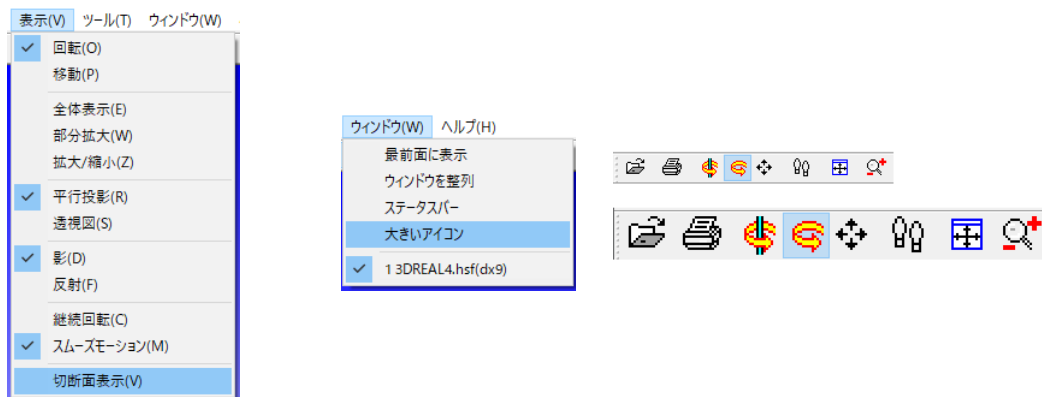 表示(V) ツール(T) ウィンドウ(W)
回転(O)
移動(P)
全体表示(E)
部分拡大(W)
拡大/縮小(Z)
平行投影(R)
透視図(S)
影(D)
反射(F)
継続回転(C)
スムーズモーション(M)
切断面表示(V)
ウィンドウ(W) ヘルプ(H)
最前面に表示
ウィンドウを整列
ステータスバー
大きいアイコン
1 3DREAL4.hsf(dx9)